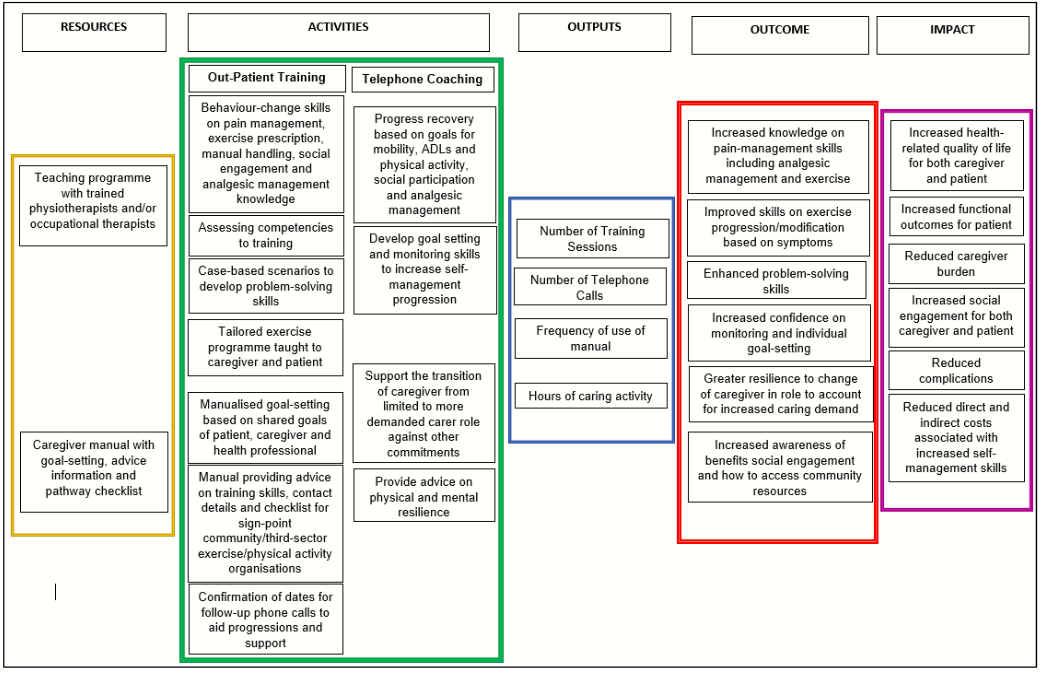 RESOURCES
ACTIVITIES
OUTPUTS
OUTCOME
IMPACT
Teaching programme
with trained
physiotherapists and/or
occupational therapists
Caregiver manual with
goal-setting, advice
information and
pathway checklist
Out-Patient Training
Behaviour-change skills
on pain management,
exercise prescription,
manual handling, social
engagement and
analgesic management
knowledge
Assessing competencies
to training
Case-based scenarios to
develop problem-solving
skills
Tailored exercise
programme taught to
caregiver and patient
Manualised goal-setting
based on shared goals
of patient, caregiver and
health professional
Manual providing advice
on training skills, contact
details and checklist for
sign-point
community/third-sector
exercise/physical activity
organisations
Confirmation of dates for
follow-up phone calls to
aid progressions and
support
Telephone Coaching
Progress recovery
based on goals for
mobility, ADLs and
physical activity,
social participation
and analgesic
management
Develop goal setting
and monitoring skills
to increase self-
management
progression
Support the transition
of caregiver from
limited to more
demanded carer role
against other
commitments
Provide advice on
physical and mental
resilience
Number of Training
Sessions
Number of Telephone
Calls
Frequency of use of
manual
Hours of caring activity
Increased knowledge on
pain-management skills
including analgesic
management and exercise
Improved skills on exercise
progression/modification
based on symptoms
Enhanced problem-solving
skills
Increased confidence on
monitoring and individual
goal-setting
Greater resilience to change
of caregiver in role to account
for increased caring demand
Increased awareness of
benefits social engagement
and how to access community
resources
Increased health-
related quality of life
for both caregiver
and patient
Increased functional
outcomes for patient
Reduced caregiver
burden
Increased social
engagement for both
caregiver and patient
Reduced
complications
Reduced direct and
indirect costs
associated with
increased self-
management skills